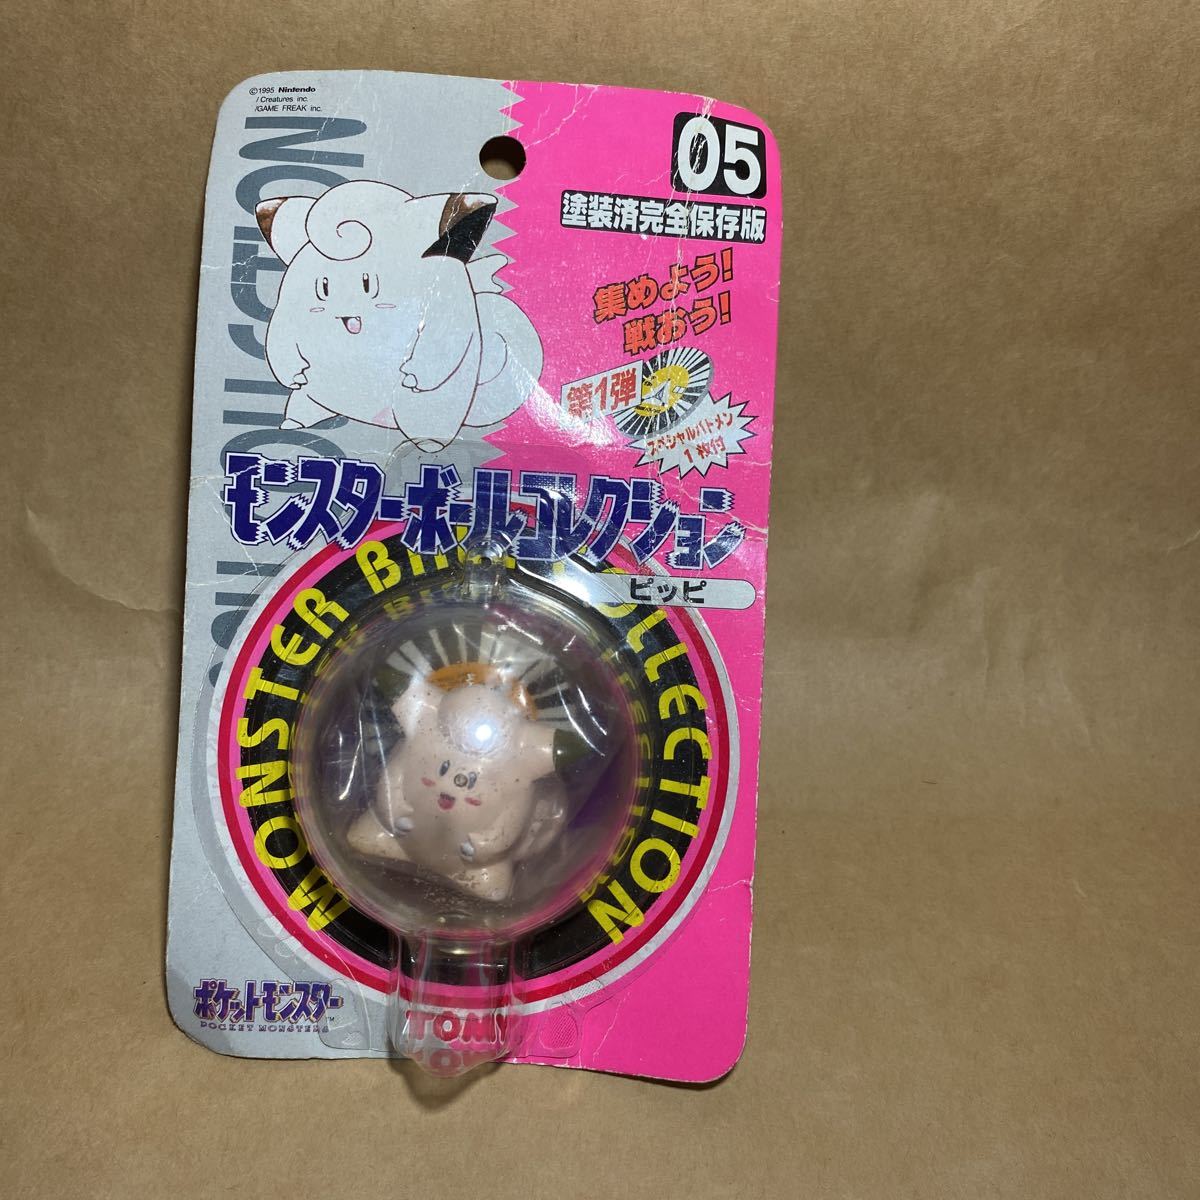 ©1995 Nintendo
/ Creatures inc.
/GAME FREAK inc.
05
塗装済完全保存版
集めよう!
戦おう!
第1弾
スペシャルバトメン
1枚付
モンスターボールコレクション
ピッピ
MONSTER BALL COLLECTION
ポケットモンスター™
POCKET MONSTERS
TOMY